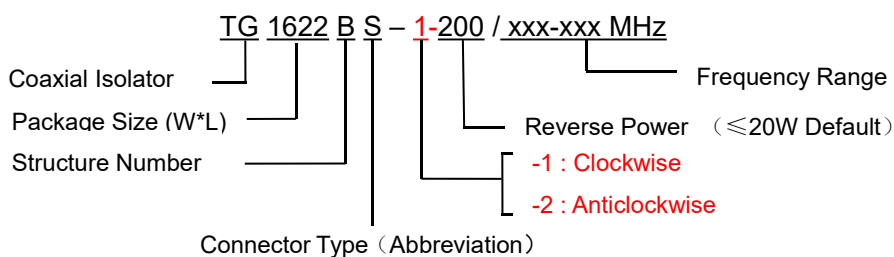 TG 1622 B S – 1-200 / xxx-xxx MHz
Coaxial Isolator
Frequency Range
Package Size (W*L)
Reverse Power （≤20W Default）
Structure Number
-1 : Clockwise
-2 : Anticlockwise
Connector Type（Abbreviation）